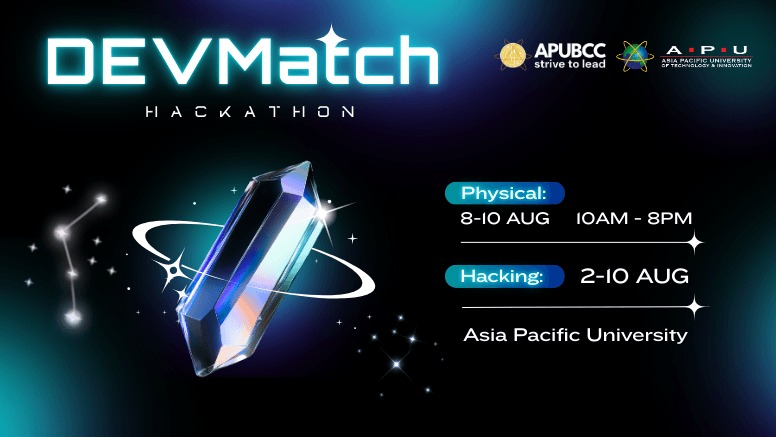 DEVMatch
HACKATHON
APUBCC
strive to lead
A·P·U
ASIA PACIFIC UNIVERSITY
OF TECHNOLOGY & INNOVATION
Physical:
8-10 AUG 10AM - 8PM
Hacking: 2-10 AUG
Asia Pacific University